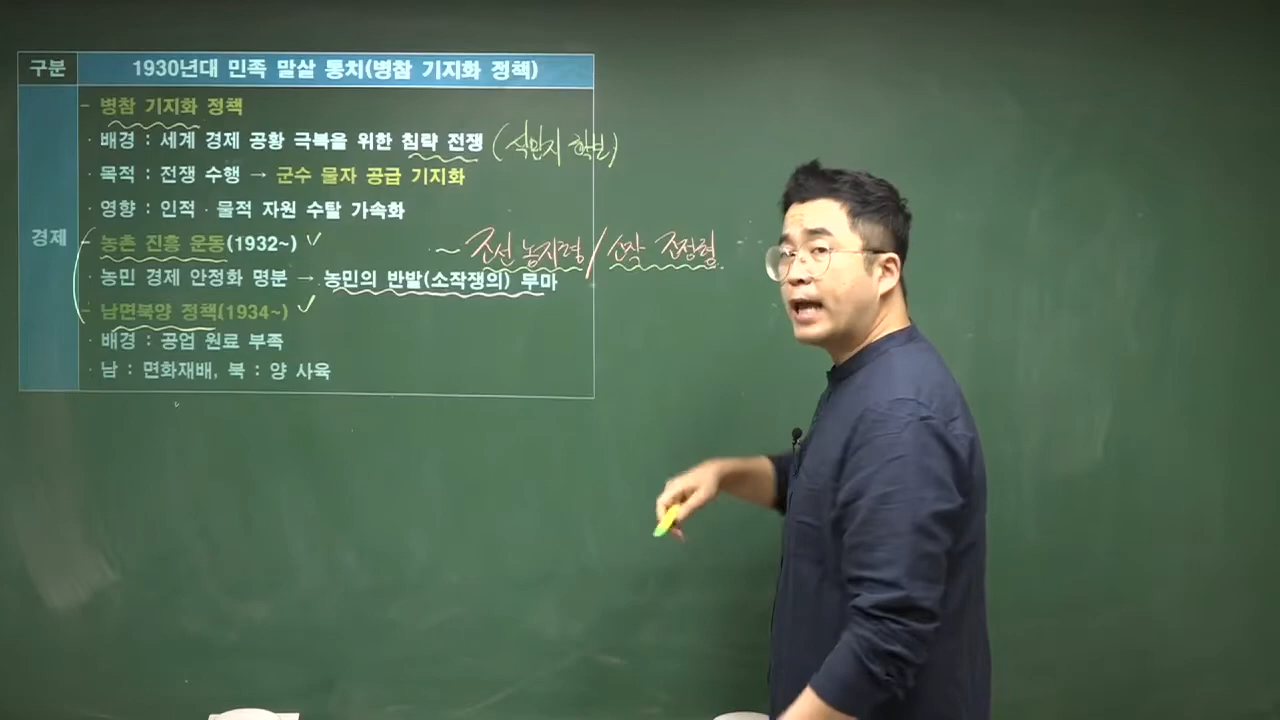 구분 1930년대 민족 말살 통치(병참 기지화 정책)
경제
- 병참 기지화 정책
· 배경 : 세계 경제 공황 극복을 위한 침략 전쟁 (식민지 확보)
· 목적 : 전쟁 수행 → 군수 물자 공급 기지화
· 영향 : 인적 · 물적 자원 수탈 가속화
- 농촌 진흥 운동(1932~) ✓ ~ 조선 농지령 / 소작 조정령.
· 농민 경제 안정화 명분 → 농민의 반발(소작쟁의) 무마
- 남면북양 정책(1934~) ✓
· 배경 : 공업 원료 부족
· 남 : 면화재배, 북 : 양 사육